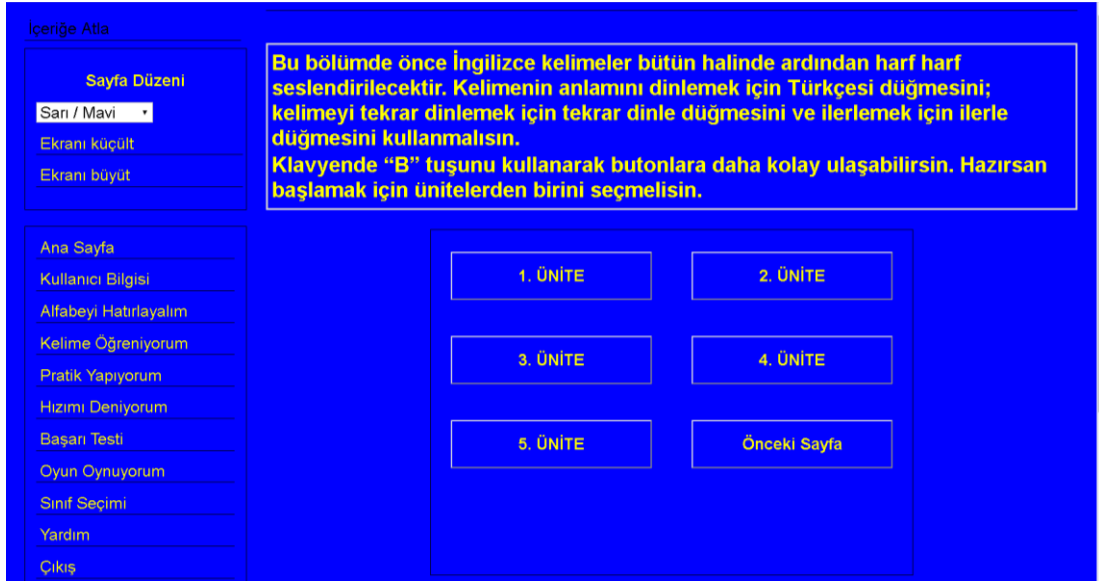 İçeriğe Atla
Sayfa Düzeni
Sarı / Mavi
Ekranı küçült
Ekranı büyüt
Ana Sayfa
Kullanıcı Bilgisi
Alfabeyi Hatırlayalım
Kelime Öğreniyorum
Pratik Yapıyorum
Hızımı Deniyorum
Başarı Testi
Oyun Oynuyorum
Sınıf Seçimi
Yardım
Çıkış
Bu bölümde önce İngilizce kelimeler bütün halinde ardından harf harf
seslendirilecektir. Kelimenin anlamını dinlemek için Türkçesi düğmesini;
kelimeyi tekrar dinlemek için tekrar dinle düğmesini ve ilerlemek için ilerle
düğmesini kullanmalısın.
Klavyende “B” tuşunu kullanarak butonlara daha kolay ulaşabilirsin. Hazırsan
başlamak için ünitelerden birini seçmelisin.
1. ÜNİTE
2. ÜNİTE
3. ÜNİTE
4. ÜNİTE
5. ÜNİTE
Önceki Sayfa